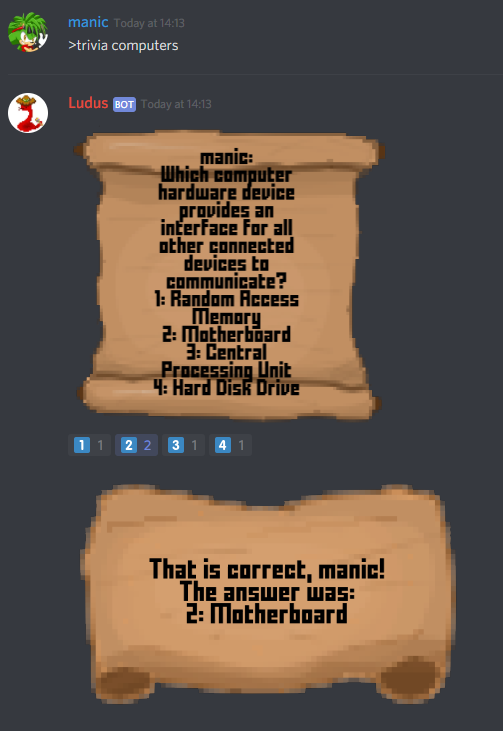 manic Today at 14:13
>trivia computers
Ludus BOT Today at 14:13
manic:
Which computer
hardware device
provides an
interface for all
other connected
devices to
communicate?
1: Random Access
Memory
2: Motherboard
3: Central
Processing Unit
4: Hard Disk Drive
1 1 2 2 3 1 4 1
That is correct, manic!
The answer was:
2: Motherboard